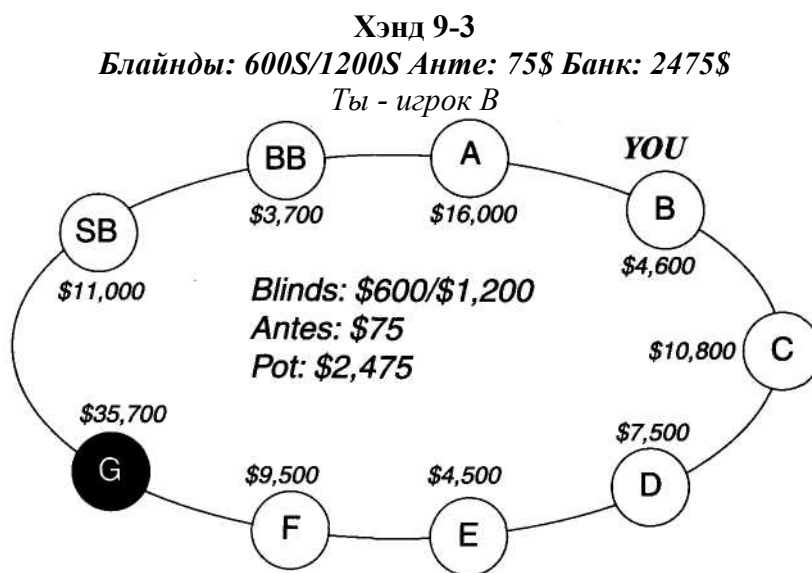 Хэнд 9-3
Блайнды: 600S/1200S Анте: 75$ Банк: 2475$
Ты - игрок В
BB
A
YOU
B
SB
$3,700
$16,000
$4,600
$11,000
Blinds: $600/$1,200
Antes: $75
Pot: $2,475
$10,800
C
$35,700
$7,500
G
$9,500
$4,500
D
F
E